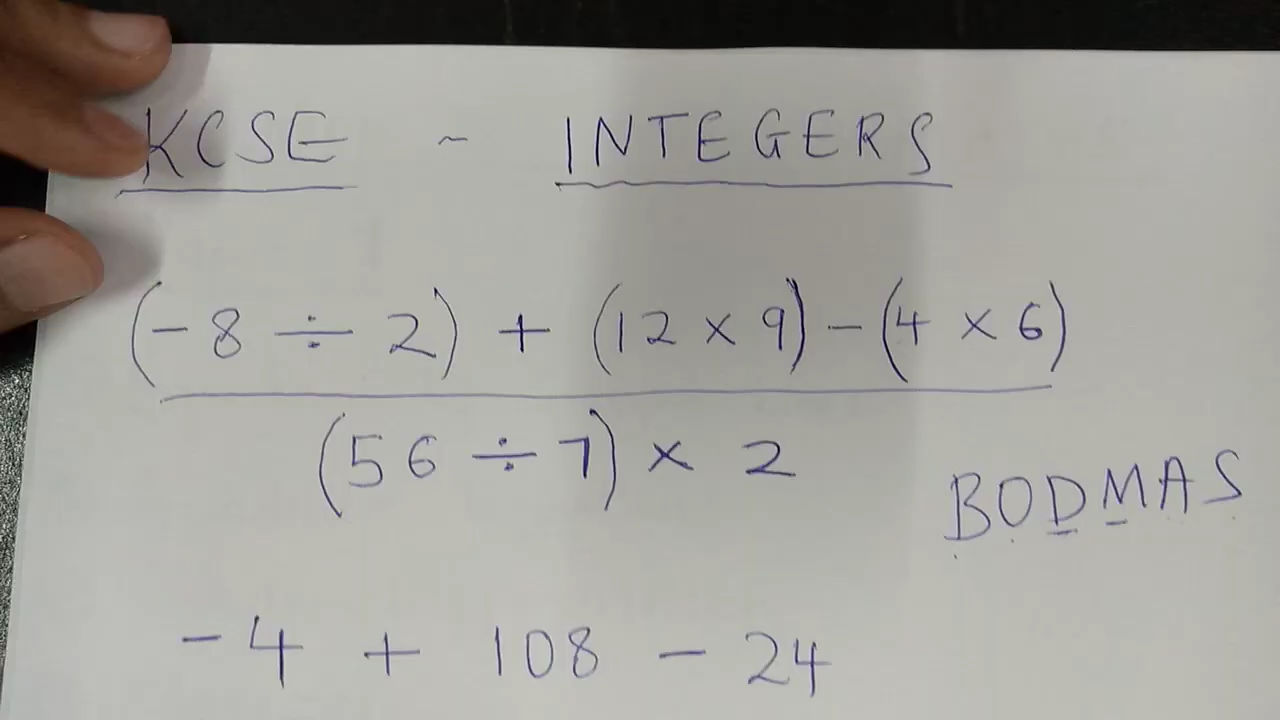 KCSE ~ INTEGERS
(-8 ÷ 2) + (12 × 9) - (4 × 6)
(56 ÷ 7) × 2
BODMAS
-4 + 108 - 24